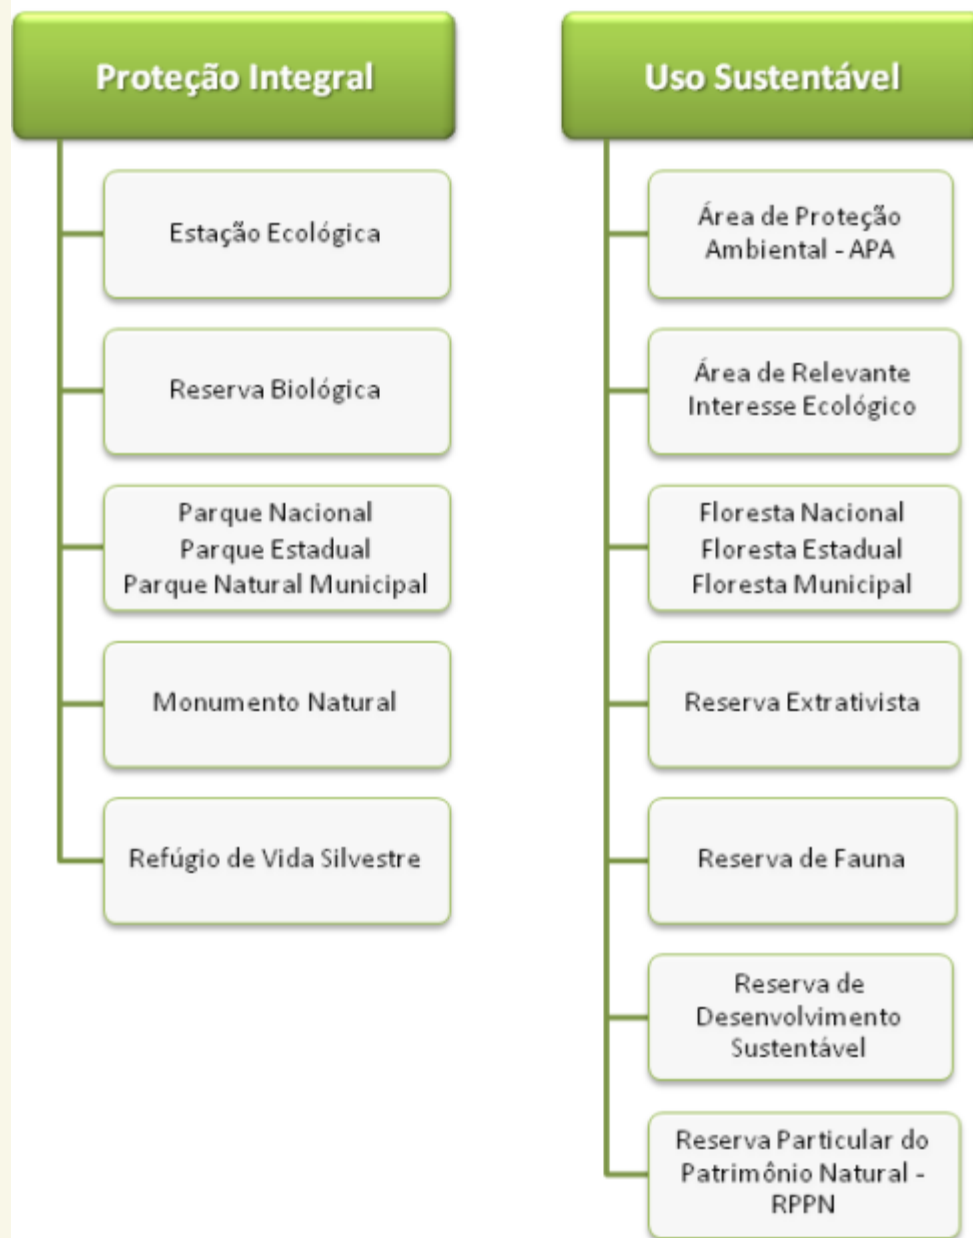 Proteção Integral
Estação Ecológica
Reserva Biológica
Parque Nacional
Parque Estadual
Parque Natural Municipal
Monumento Natural
Refúgio de Vida Silvestre
Uso Sustentável
Área de Proteção
Ambiental - APA
Área de Relevante
Interesse Ecológico
Floresta Nacional
Floresta Estadual
Floresta Municipal
Reserva Extrativista
Reserva de Fauna
Reserva de
Desenvolvimento
Sustentável
Reserva Particular do
Patrimônio Natural -
RPPN